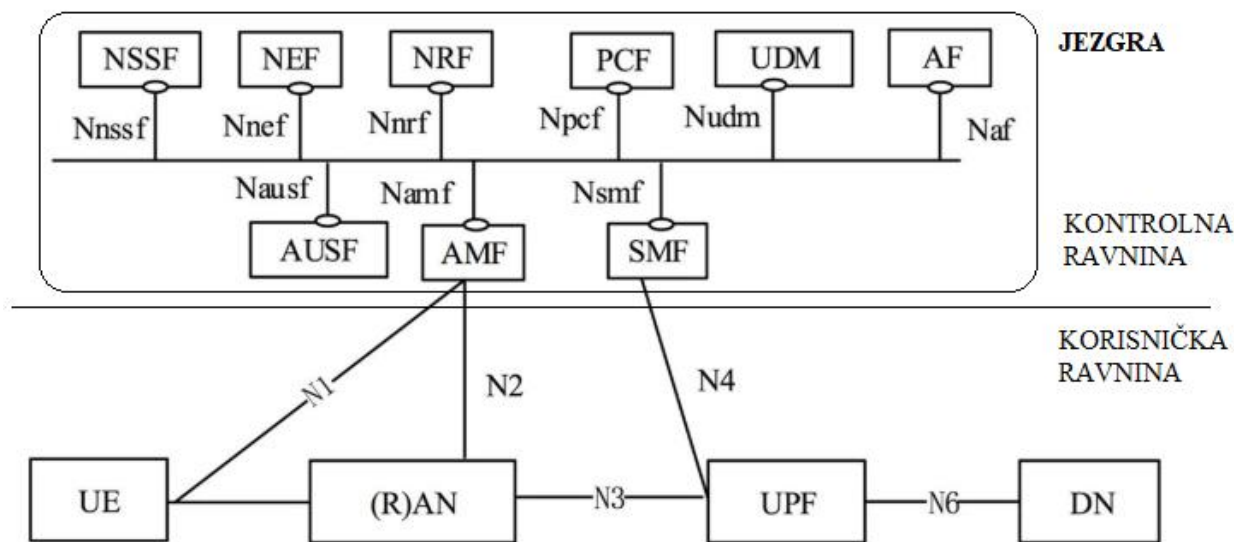 NSSF NEF NRF PCF UDM AF JEZGRA
Nnssf Nnef Nnrf Npcf Nudm Naf
Nausf Namf Nsmf
AUSF AMF SMF
KONTROLNA
RAVNINA
KORISNIČKA
RAVNINA
N1 N2 N4
UE (R)AN N3 UPF N6 DN